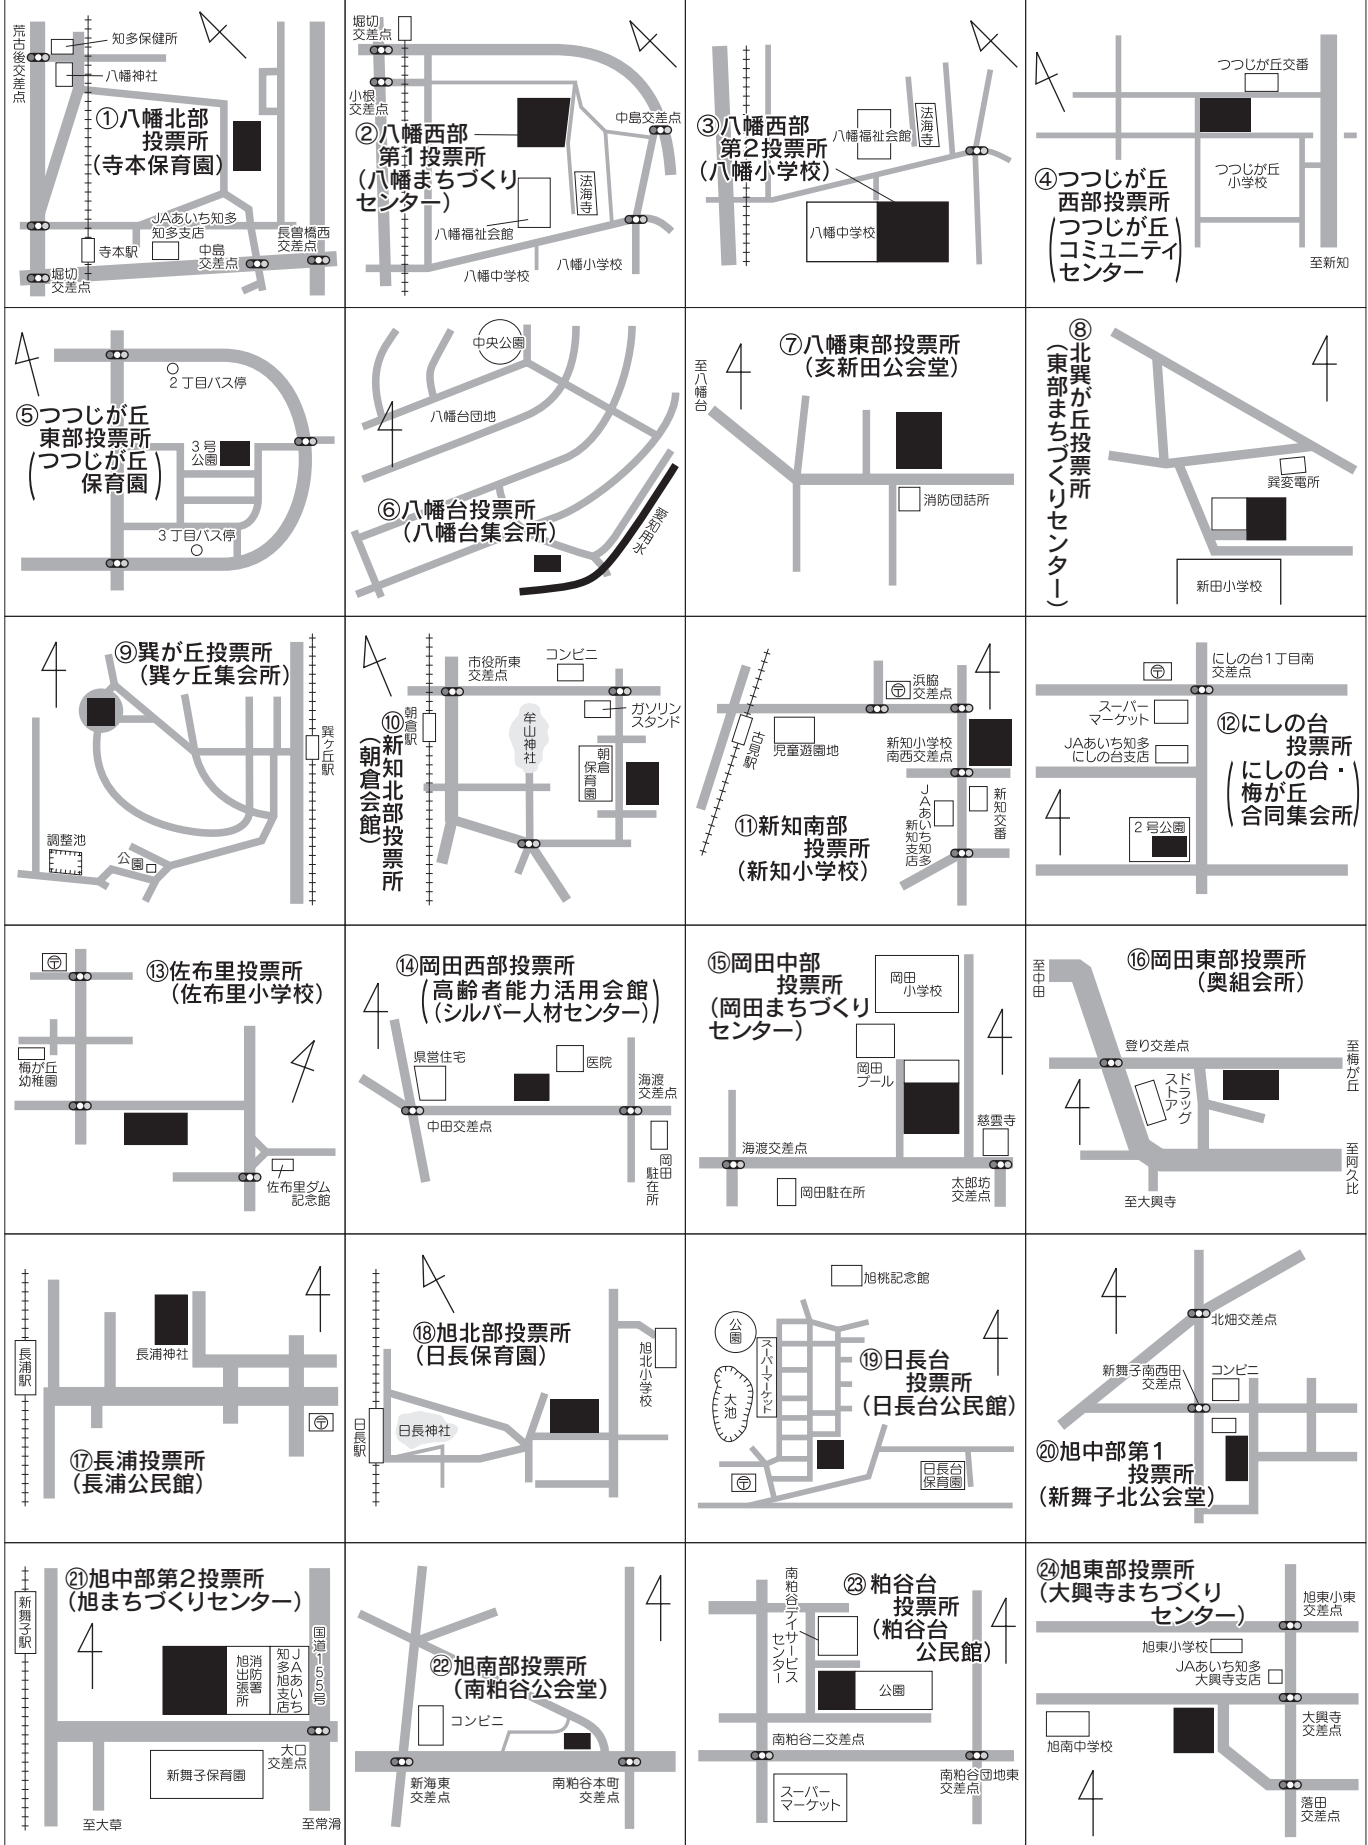 荒古後交差点
知多保健所
八幡神社
①八幡北部
投票所
(寺本保育園)
JAあいち知多
知多支店
長曽橋西
交差点
寺本駅
中島
交差点
堀切
交差点
堀切
交差点
小根
交差点
中島交差点
②八幡西部
第1投票所
(八幡まちづくり
センター)
法海寺
八幡福祉会館
八幡中学校
八幡小学校
③八幡西部
第2投票所
(八幡小学校)
八幡福祉会館
法海寺
八幡中学校
つつじが丘交番
④つつじが丘
西部投票所
(つつじが丘
コミュニティ
センター)
つつじが丘
小学校
至新知
2丁目バス停
⑤つつじが丘
東部投票所
(つつじが丘
保育園)
3号
公園
3丁目バス停
中央公園
八幡台団地
⑥八幡台投票所
(八幡台集会所)
愛知用水
⑦八幡東部投票所
(亥新田公会堂)
至八幡台
消防団詰所
⑧北巽が丘投票所
(東部まちづくりセンター)
巽変電所
新田小学校
⑨巽が丘投票所
(巽ヶ丘集会所)
巽ヶ丘駅
調整池
公園
市役所東
交差点
コンビニ
朝倉駅
牟山神社
ガソリン
スタンド
朝倉
保育園
⑩新知北部投票所
(朝倉会館)
浜脇
交差点
古見駅
児童遊園地
新知小学校
南西交差点
JAあいち知多
新知支店
新知交番
⑪新知南部
投票所
(新知小学校)
にしの台1丁目南
交差点
スーパー
マーケット
JAあいち知多
にしの台支店
⑫にしの台
投票所
(にしの台・
梅が丘
合同集会所)
2号公園
⑬佐布里投票所
(佐布里小学校)
梅が丘
幼稚園
佐布里ダム
記念館
⑭岡田西部投票所
(高齢者能力活用会館
(シルバー人材センター))
県営住宅
医院
海渡
交差点
中田交差点
岡田
駐在所
⑮岡田中部
投票所
(岡田まちづくり
センター)
岡田
小学校
岡田
プール
慈雲寺
海渡交差点
岡田駐在所
太郎坊
交差点
⑯岡田東部投票所
(奥組会所)
至中田
登り交差点
至梅が丘
ドラッグ
ストア
至阿久比
至大興寺
長浦駅
長浦神社
⑰長浦投票所
(長浦公民館)
⑱旭北部投票所
(日長保育園)
旭北小学校
日長駅
日長神社
旭桃記念館
公園
スーパーマーケット
大池
⑲日長台
投票所
(日長台公民館)
日長台
保育園
北畑交差点
新舞子南西田
交差点
コンビニ
⑳旭中部第1
投票所
(新舞子北公会堂)
㉑旭中部第2投票所
(旭まちづくりセンター)
新舞子駅
消防署
旭出張所
JAあいち
知多旭支店
国道155号
大口
交差点
新舞子保育園
至大草
至常滑
㉒旭南部投票所
(南粕谷公会堂)
コンビニ
新海東
交差点
南粕谷本町
交差点
南粕谷デイサービス
センター
㉓粕谷台
投票所
(粕谷台
公民館)
公園
南粕谷二交差点
スーパー
マーケット
南粕谷団地東
交差点
㉔旭東部投票所
(大興寺まちづくり
センター)
旭東小東
交差点
旭東小学校
JAあいち知多
大興寺支店
旭南中学校
大興寺
交差点
落田
交差点